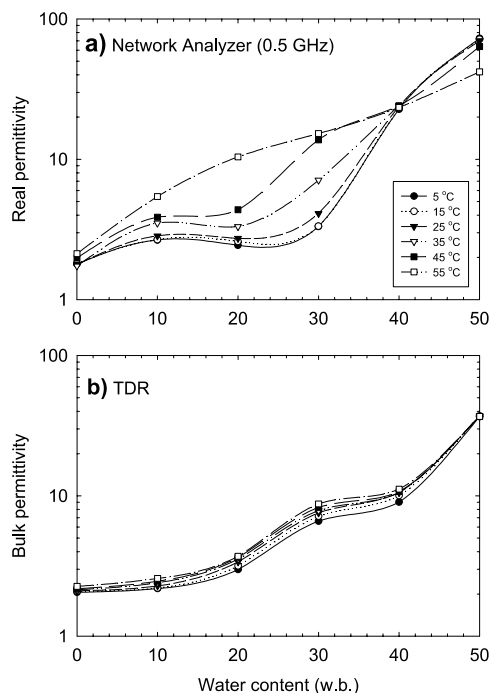 a) Network Analyzer (0.5 GHz)
Real permittivity
100
10
1
5 °C
15 °C
25 °C
35 °C
45 °C
55 °C
0 10 20 30 40 50
b) TDR
Bulk permittivity
100
10
1
0 10 20 30 40 50
Water content (w.b.)